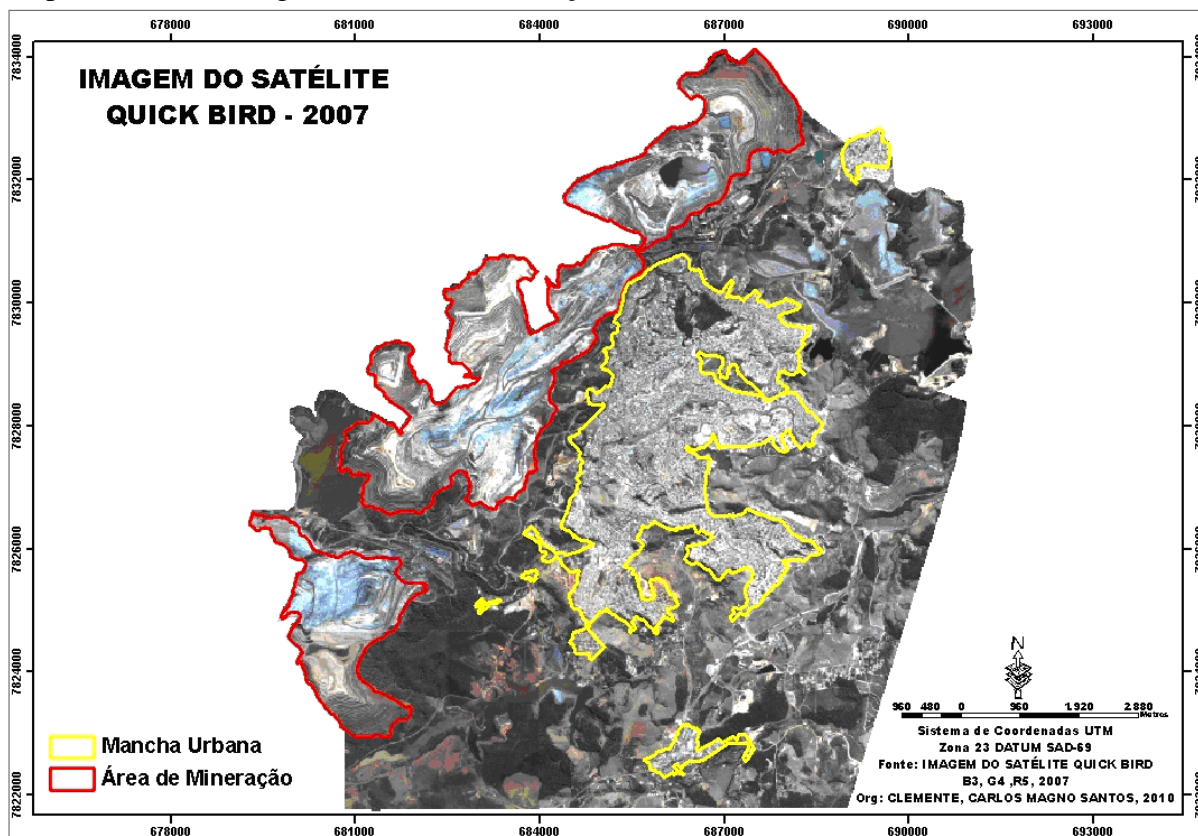 678000 681000 684000 687000 690000 693000
IMAGEM DO SATÉLITE
QUICK BIRD - 2007
7834000
7832000
7830000
7828000
7826000
7824000
7822000
N
960 480 0 960 1.920 2.880
Metros
Mancha Urbana
Área de Mineração
Sistema de Coordenadas UTM
Zona 23 DATUM SAD-69
Fonte: IMAGEM DO SATÉLITE QUICK BIRD
B3, G4 ,R5, 2007
Org: CLEMENTE, CARLOS MAGNO SANTOS, 2010
678000 681000 684000 687000 690000 693000